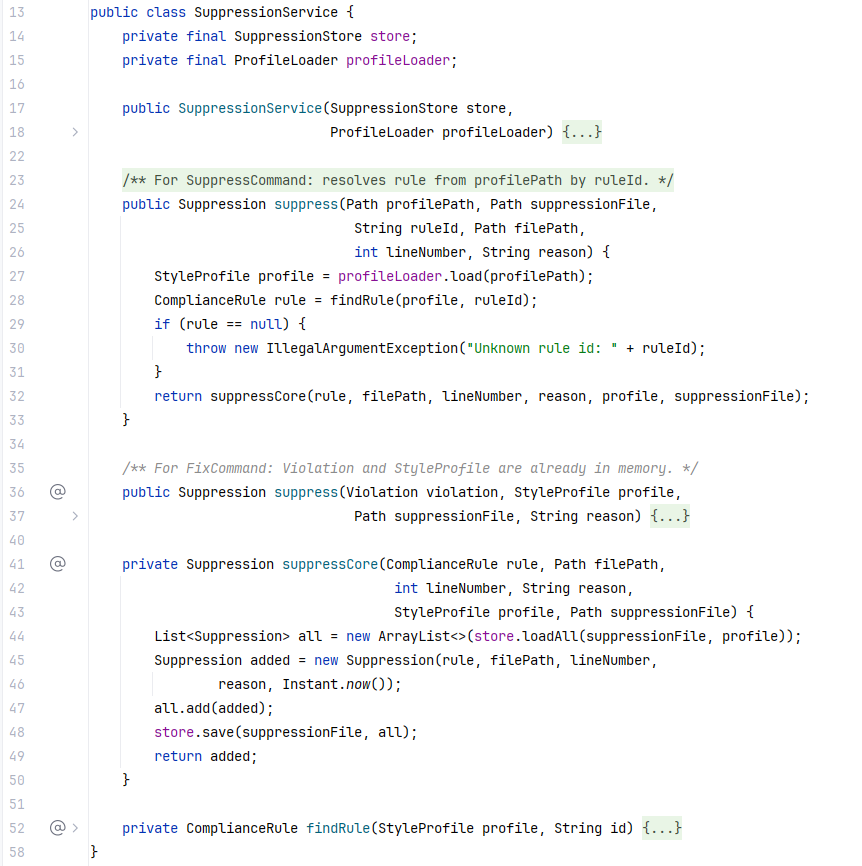 13 public class SuppressionService {
14     private final SuppressionStore store;
15     private final ProfileLoader profileLoader;
16
17     public SuppressionService(SuppressionStore store,
18                               ProfileLoader profileLoader) {...}
22
23     /** For SuppressCommand: resolves rule from profilePath by ruleId. */
24     public Suppression suppress(Path profilePath, Path suppressionFile,
25                                 String ruleId, Path filePath,
26                                 int lineNumber, String reason) {
27         StyleProfile profile = profileLoader.load(profilePath);
28         ComplianceRule rule = findRule(profile, ruleId);
29         if (rule == null) {
30             throw new IllegalArgumentException("Unknown rule id: " + ruleId);
31         }
32         return suppressCore(rule, filePath, lineNumber, reason, profile, suppressionFile);
33     }
34
35     /** For FixCommand: Violation and StyleProfile are already in memory. */
36 @   public Suppression suppress(Violation violation, StyleProfile profile,
37                                 Path suppressionFile, String reason) {...}
40
41 @   private Suppression suppressCore(ComplianceRule rule, Path filePath,
42                                      int lineNumber, String reason,
43                                      StyleProfile profile, Path suppressionFile) {
44         List<Suppression> all = new ArrayList<>(store.loadAll(suppressionFile, profile));
45         Suppression added = new Suppression(rule, filePath, lineNumber,
46                 reason, Instant.now());
47         all.add(added);
48         store.save(suppressionFile, all);
49         return added;
50     }
51
52 @   private ComplianceRule findRule(StyleProfile profile, String id) {...}
58 }